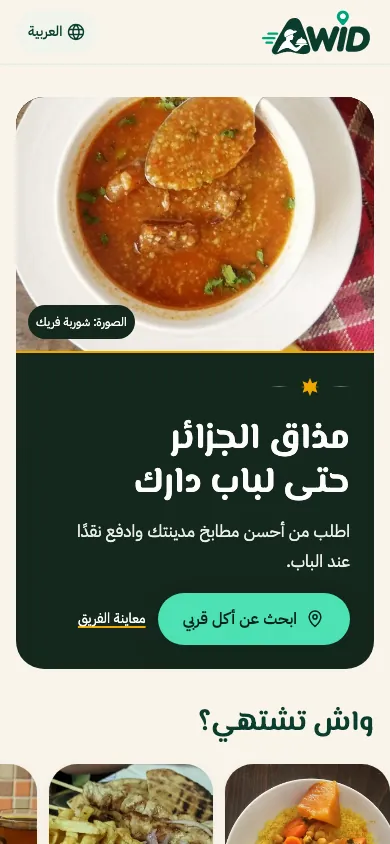 AWID
العربية
الصورة: شوربة فريك
مذاق الجزائر
حتى لباب دارك
اطلب من أحسن مطابخ مدينتك وادفع نقدًا
عند الباب.
ابحث عن أكل قربي
معاينة الفريق
واش تشتهي؟